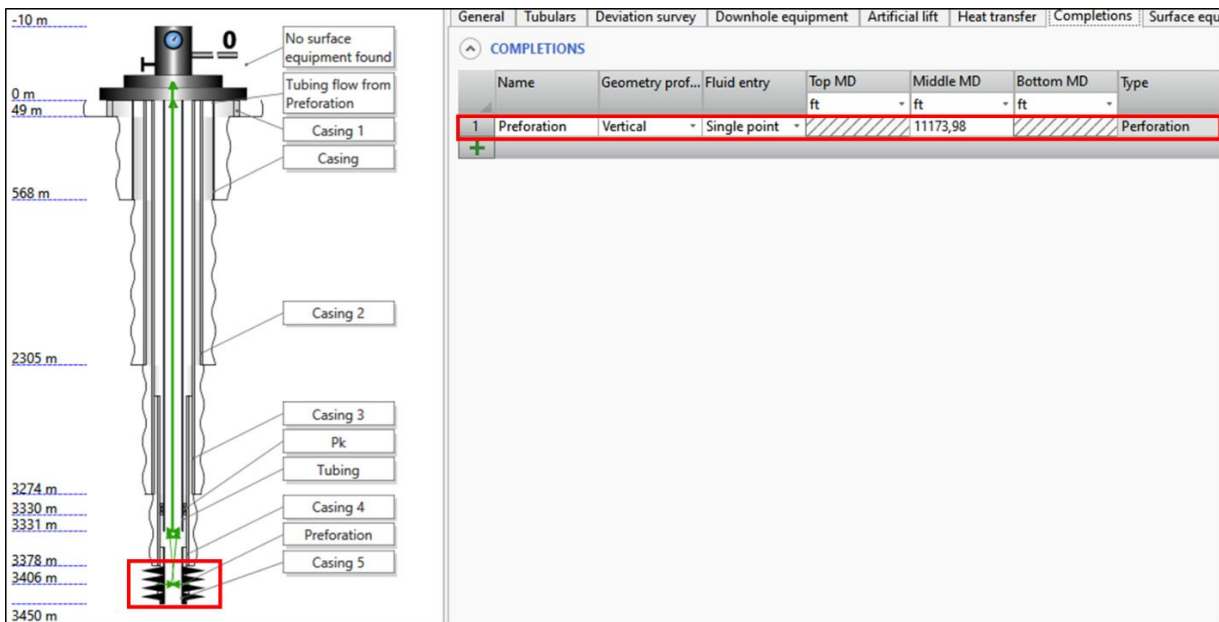 -10 m
0
No surface
equipment found
Tubing flow from
Preforation
0 m
49 m
Casing 1
Casing
568 m
Casing 2
2305 m
Casing 3
Pk
Tubing
3274 m
3330 m
3331 m
Casing 4
Preforation
3378 m
Casing 5
3406 m
3450 m
General Tubulars Deviation survey Downhole equipment Artificial lift Heat transfer Completions Surface equ
COMPLETIONS
Name Geometry prof... Fluid entry Top MD Middle MD Bottom MD Type
ft ft ft
1 Preforation Vertical Single point 11173,98 Perforation